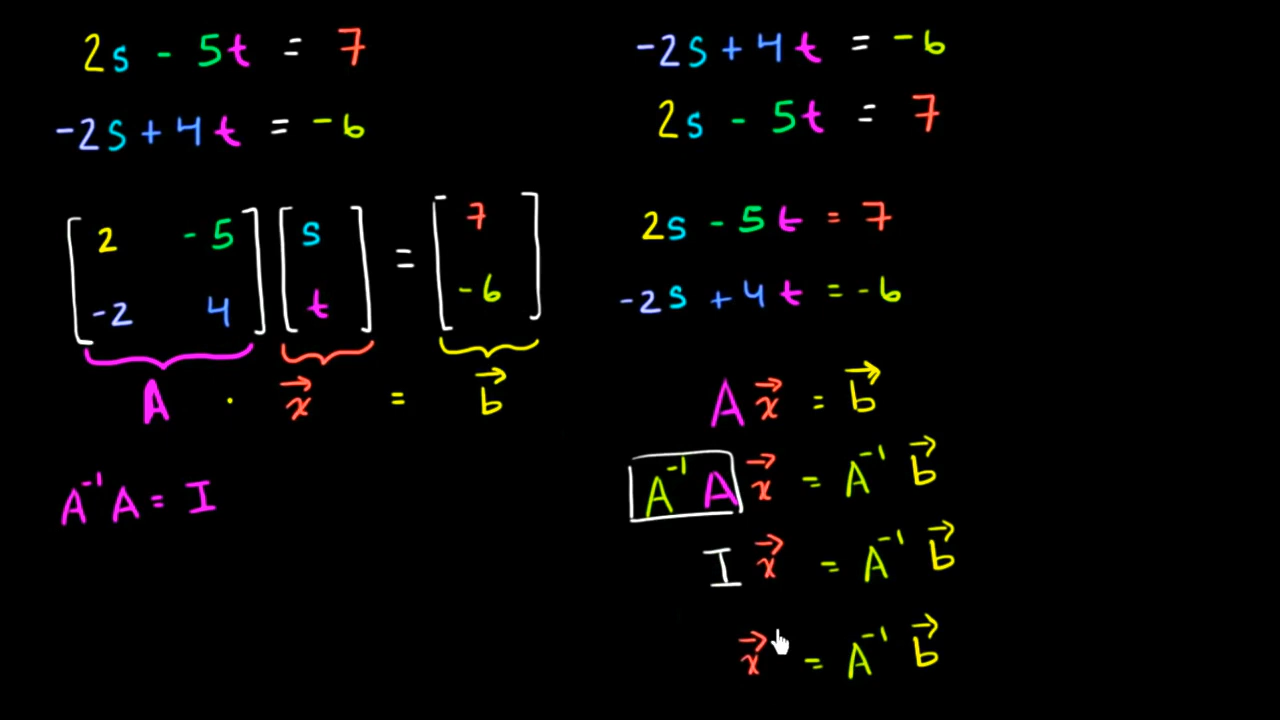 2s - 5t = 7
-2s + 4t = -6
[2 -5
-2 4] [s
t] = [7
-6]
A · x⃗ = b⃗
A⁻¹A = I
-2s + 4t = -6
2s - 5t = 7
2s - 5t = 7
-2s + 4t = -6
A x⃗ = b⃗
A⁻¹ A x⃗ = A⁻¹ b⃗
I x⃗ = A⁻¹ b⃗
x⃗ = A⁻¹ b⃗